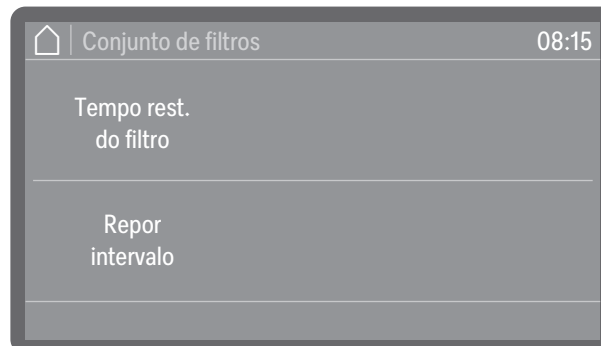 Conjunto de filtros
08:15
Tempo rest.
do filtro
Repor
intervalo